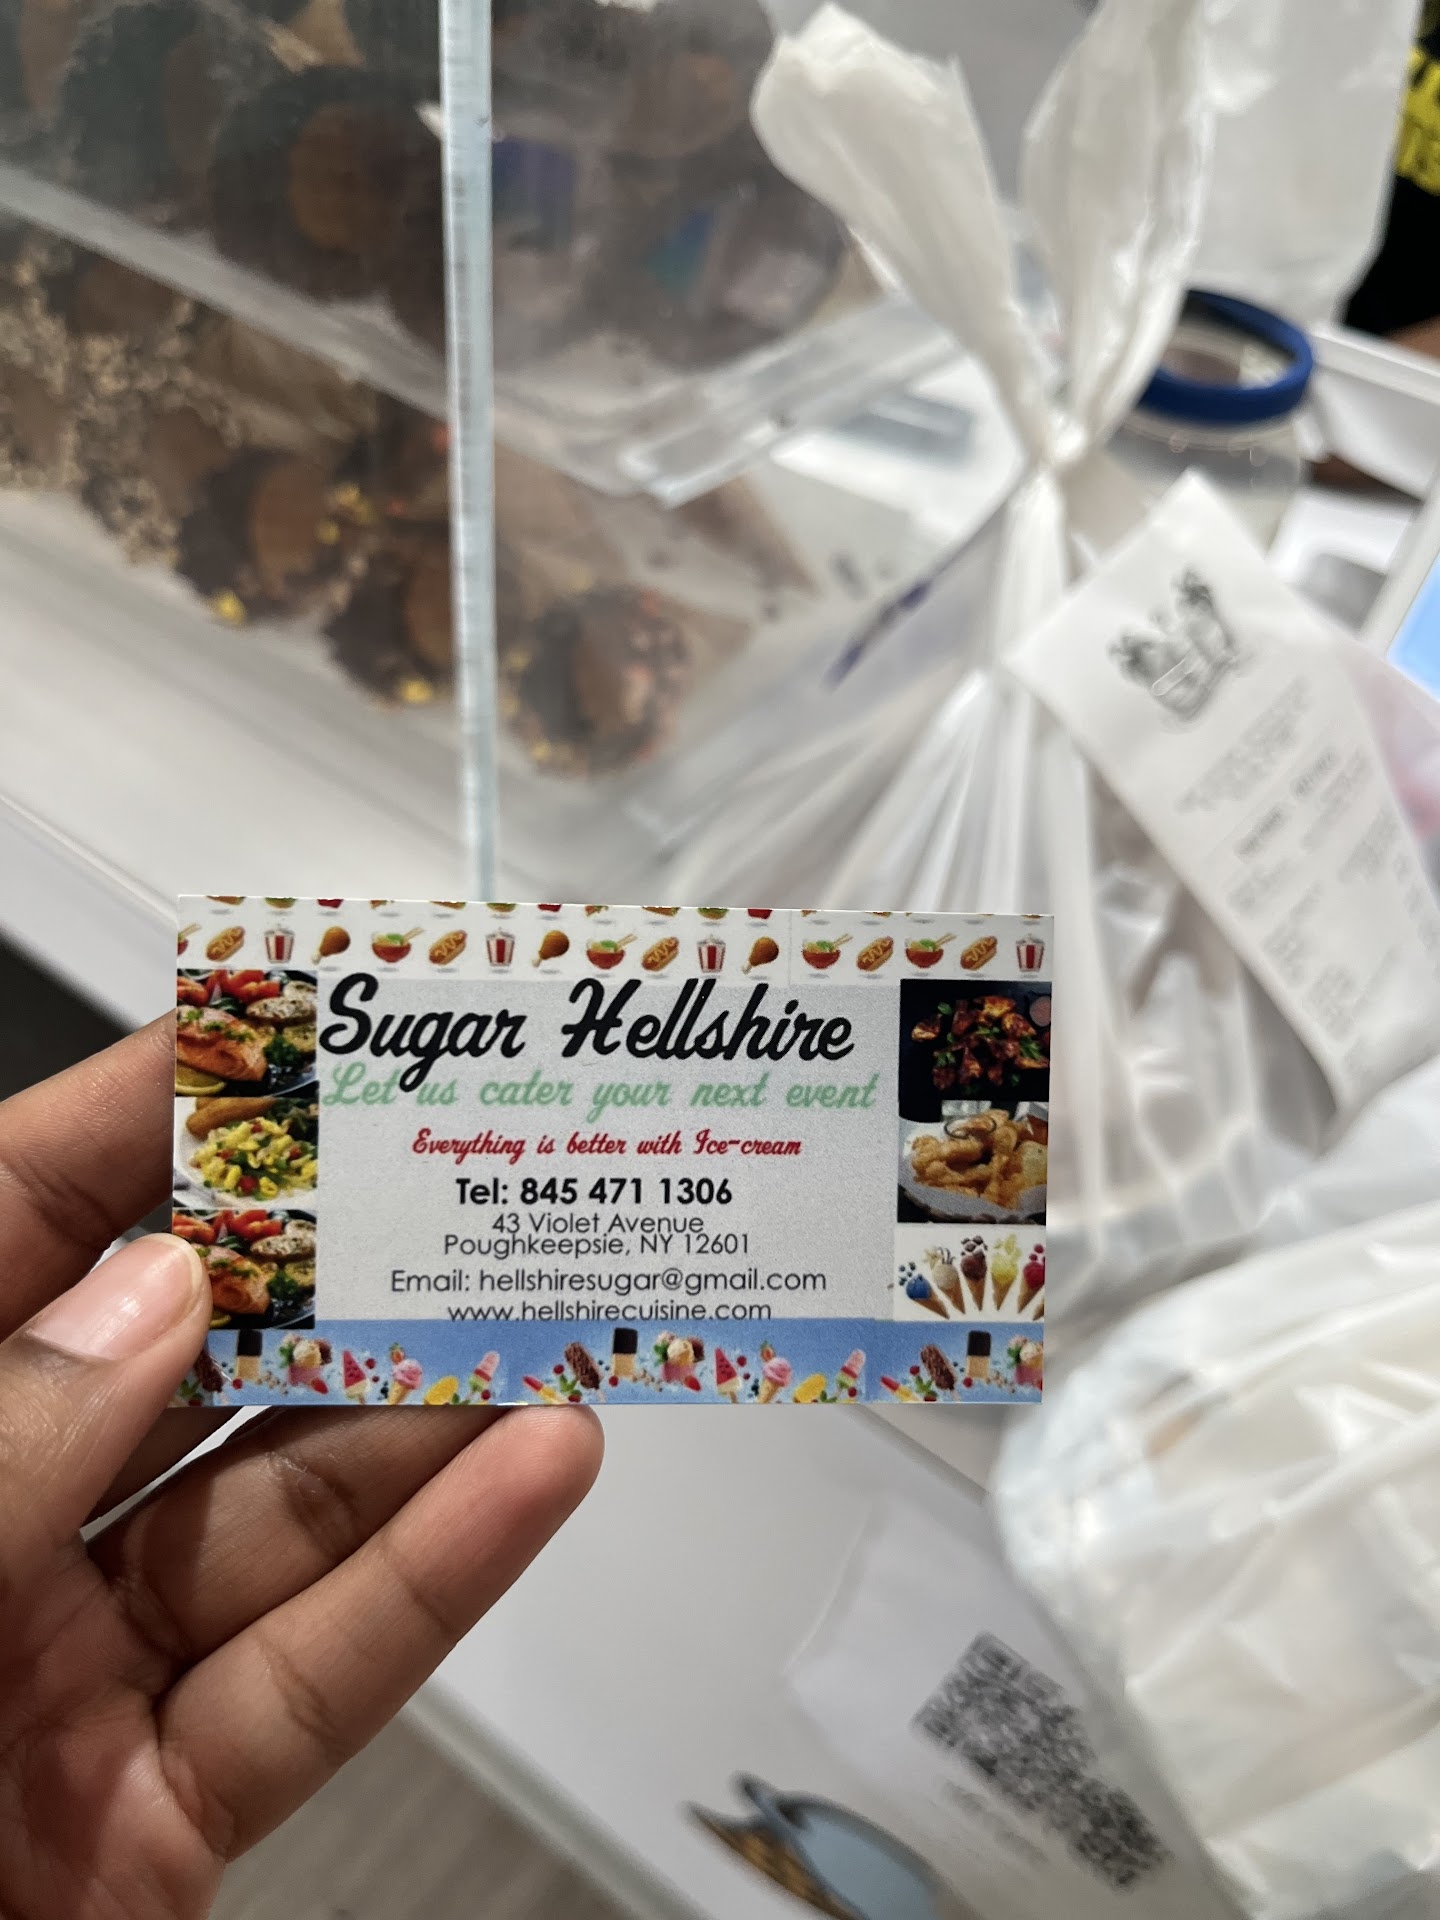 Sugar Hellshire
Let us cater your next event
Everything is better with Ice-cream
Tel: 845 471 1306
43 Violet Avenue
Poughkeepsie, NY 12601
Email: hellshiresugar@gmail.com
www.hellshirecuisine.com